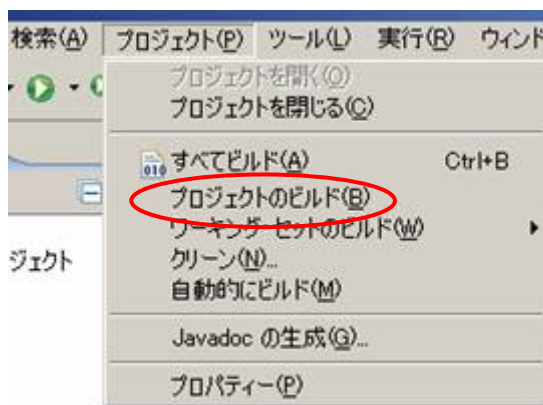 検索(A) プロジェクト(P) ツール(L) 実行(R) ウィンド
プロジェクトを開く(O)
プロジェクトを閉じる(C)
010 すべてビルド(A) Ctrl+B
プロジェクトのビルド(B)
ワーキング・セットのビルド(W)
ジェクト
クリーン(N)...
自動的にビルド(M)
Javadoc の生成(G)...
プロパティー(P)